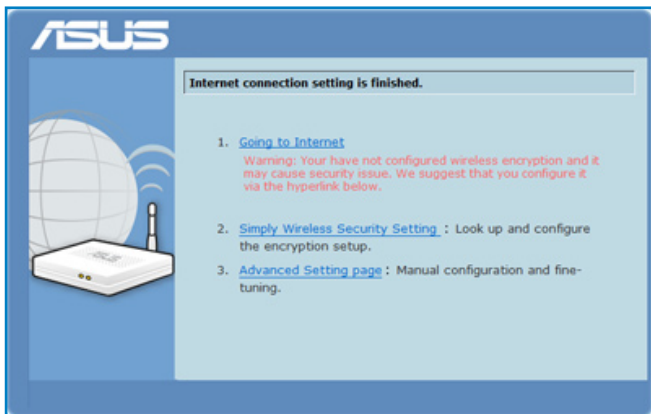 ASUS
Internet connection setting is finished.
1. Going to Internet
Warning: Your have not configured wireless encryption and it
may cause security issue. We suggest that you configure it
via the hyperlink below.
2. Simply Wireless Security Setting : Look up and configure
the encryption setup.
3. Advanced Setting page : Manual configuration and fine-
tuning.